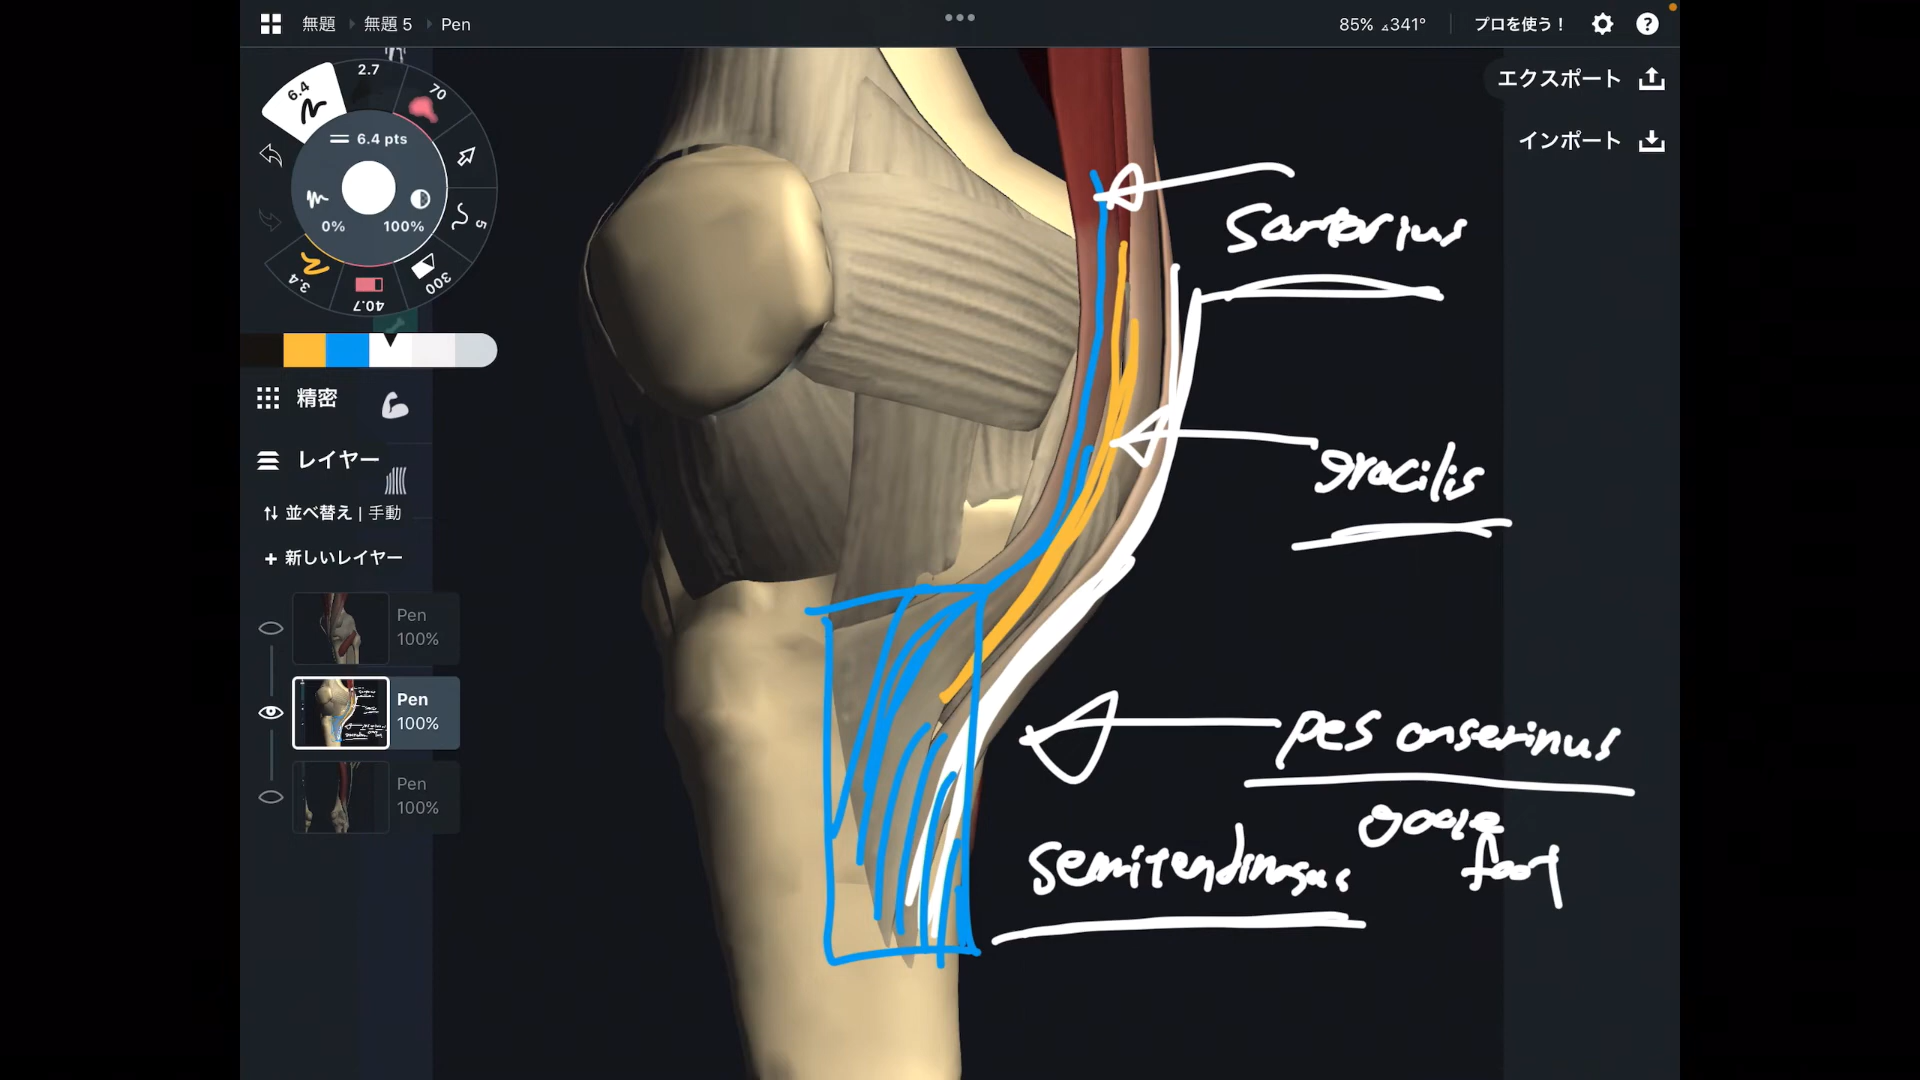 無題 無題 5 Pen
85% ⊿341° プロを使う！
エクスポート
インポート
2.7
6.4
70
6.4 pts
0% 100%
5
3.4
40.7
300
精密
レイヤー
並べ替え | 手動
+ 新しいレイヤー
Pen
100%
Pen
100%
Pen
100%
Sartorius
gracilis
pes anserinus
goose
foot
semitendinosus